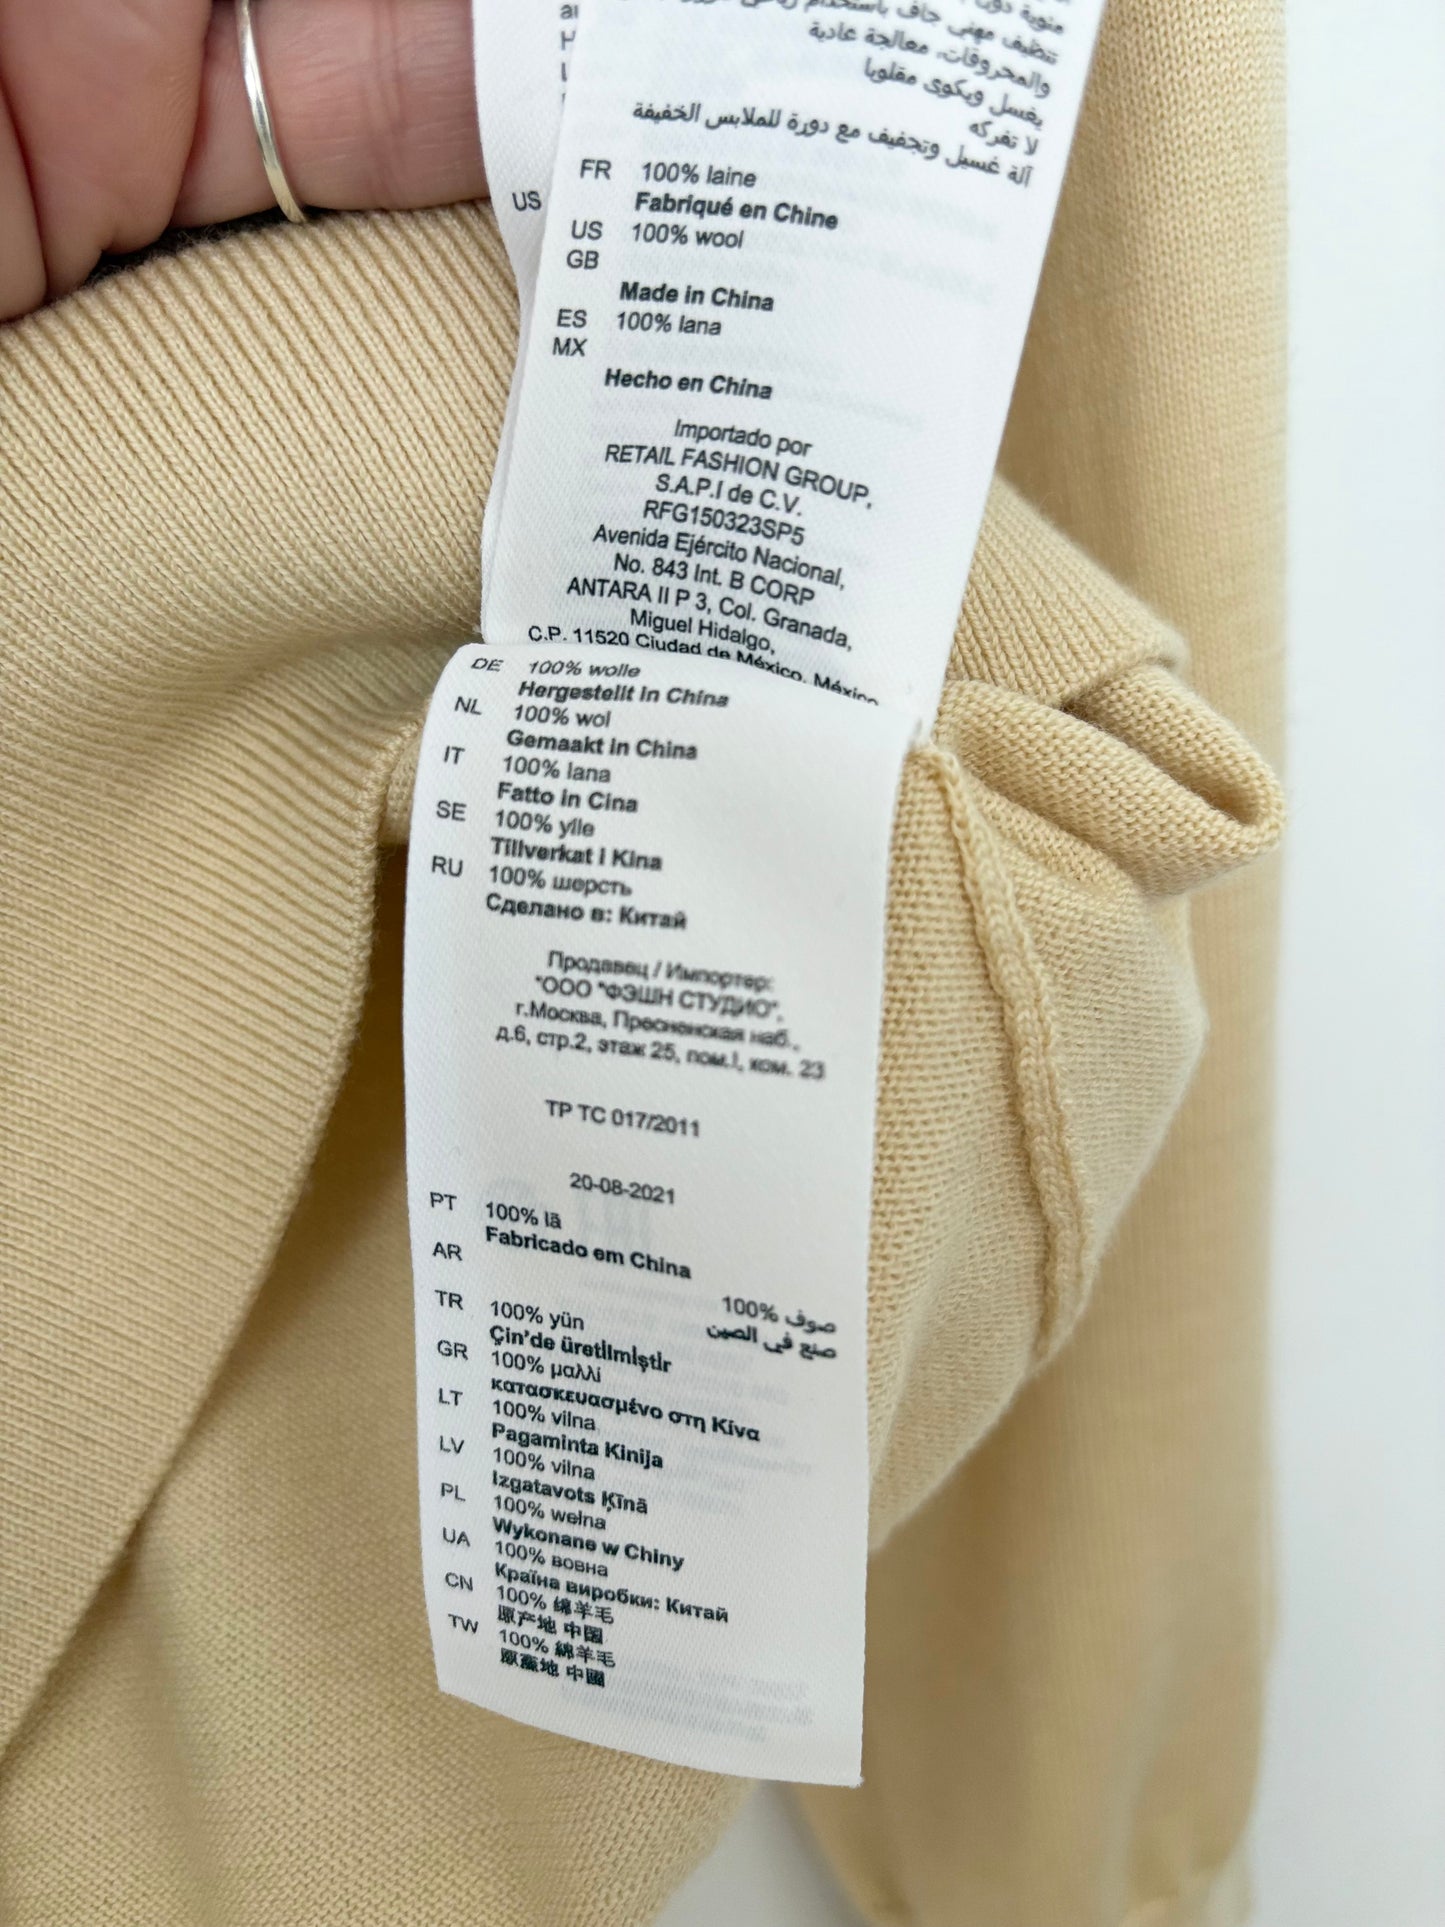 تنظيف مهني جاف باستخدام
والمحروقات، معالجة عادية
يغسل ويكوى مقلوبا
لا تفركه
آلة غسيل وتجفيف مع دورة للملابس الخفيفة
US
FR 100% laine
Fabriqué en Chine
US 100% wool
GB
Made in China
ES 100% lana
MX
Hecho en China
Importado por
RETAIL FASHION GROUP,
S.A.P.I de C.V.
RFG150323SP5
Avenida Ejército Nacional,
No. 843 Int. B CORP
ANTARA II P 3, Col. Granada,
Miguel Hidalgo,
C.P. 11520 Ciudad de México, México
DE 100% wolle
Hergestellt in China
NL 100% wol
Gemaakt in China
IT 100% lana
Fatto in Cina
SE 100% ylle
Tillverkat i Kina
RU 100% шерсть
Сделано в: Китай
Продавец / Импортер:
"ООО "ФЭШН СТУДИО",
г.Москва, Пресненская наб.,
д.6, стр.2, этаж 25, пом.I, ком. 23
ТР ТС 017/2011
20-08-2021
PT 100% lã
Fabricado em China
AR
100% صوف
صنع في الصين
TR 100% yün
Çin'de üretilmiştir
GR 100% μαλλί
κατασκευασμένο στη Κίνα
LT 100% vilna
Pagaminta Kinija
LV 100% vilna
Izgatavots Ķīnā
PL 100% wełna
Wykonane w Chiny
UA 100% вовна
Країна виробки: Китай
CN 100% 绵羊毛
原产地 中国
TW 100% 綿羊毛
原產地 中國